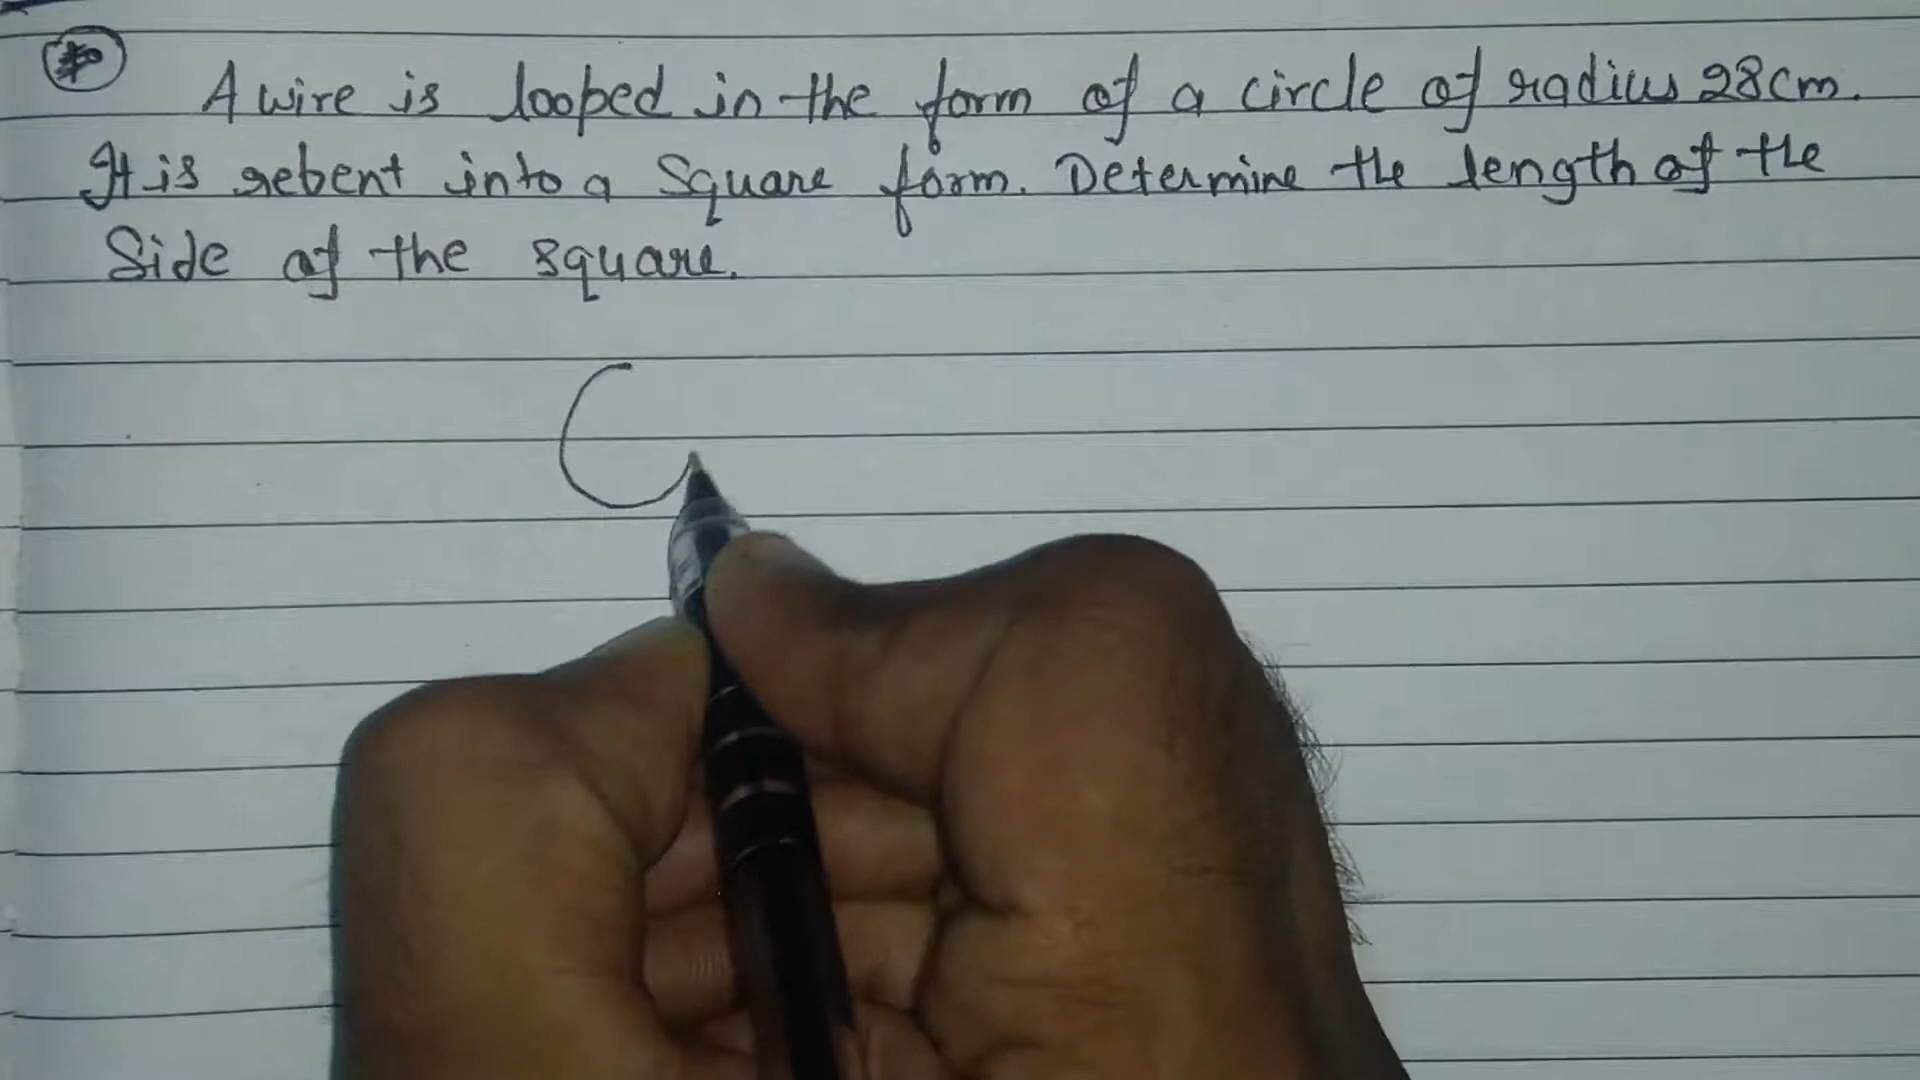 A wire is looped in the form of a circle of radius 28cm.
It is rebent into a square form. Determine the length of the
Side of the square.